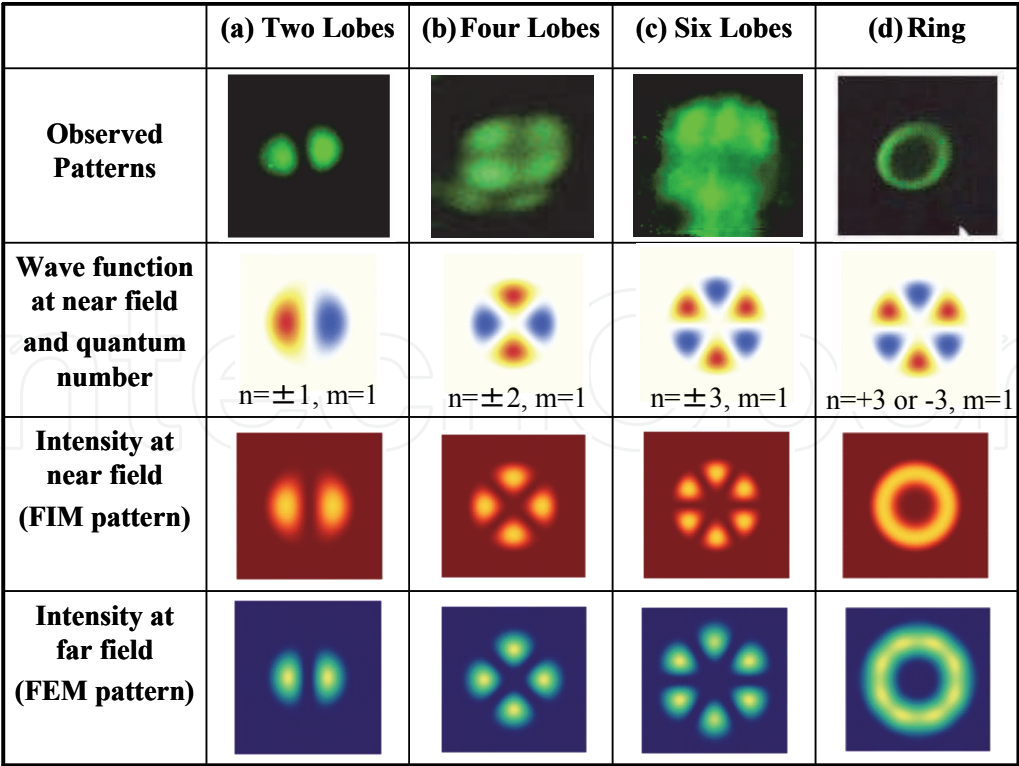 (a) Two Lobes
(b) Four Lobes
(c) Six Lobes
(d) Ring
Observed
Patterns
Wave function
at near field
and quantum
number
n=±1, m=1
n=±2, m=1
n=±3, m=1
n=+3 or -3, m=1
Intensity at
near field
(FIM pattern)
Intensity at
far field
(FEM pattern)